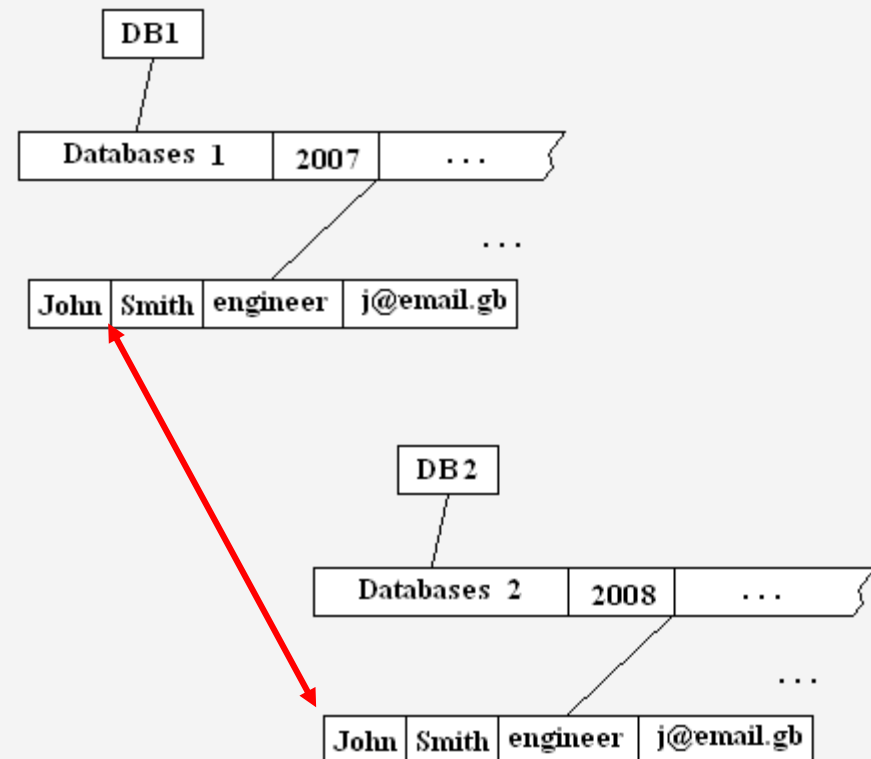 DB1
Databases 1 2007 ...
...
John Smith engineer j@email.gb
DB2
Databases 2 2008 ...
...
John Smith engineer j@email.gb